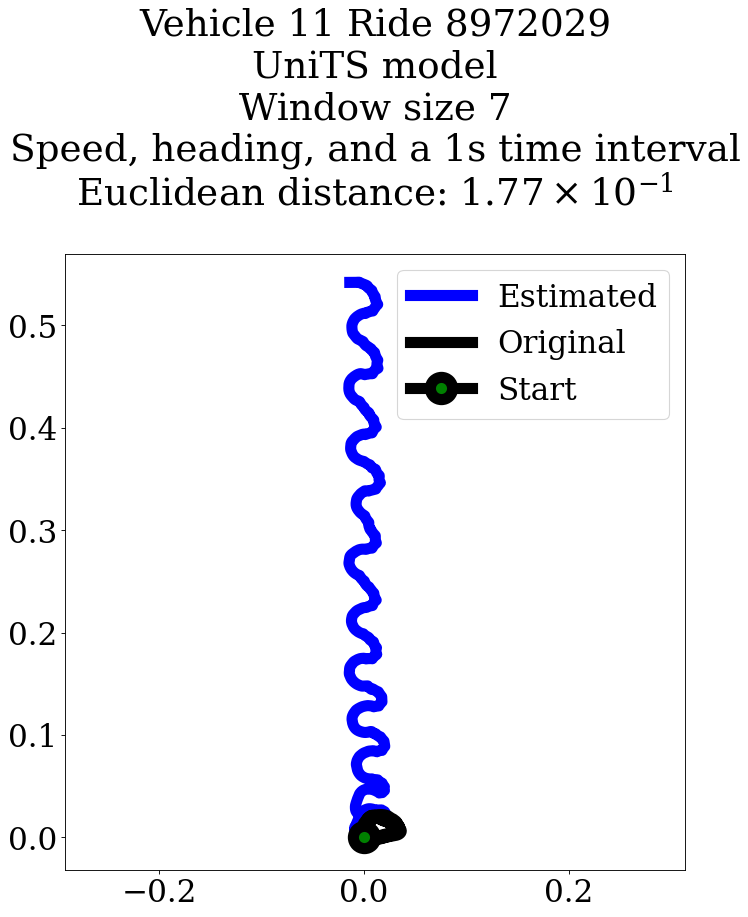 Vehicle 11 Ride 8972029
UniTS model
Window size 7
Speed, heading, and a 1s time interval
Euclidean distance: 1.77 × 10⁻¹
Estimated
Original
Start
0.5
0.4
0.3
0.2
0.1
0.0
−0.2 0.0 0.2